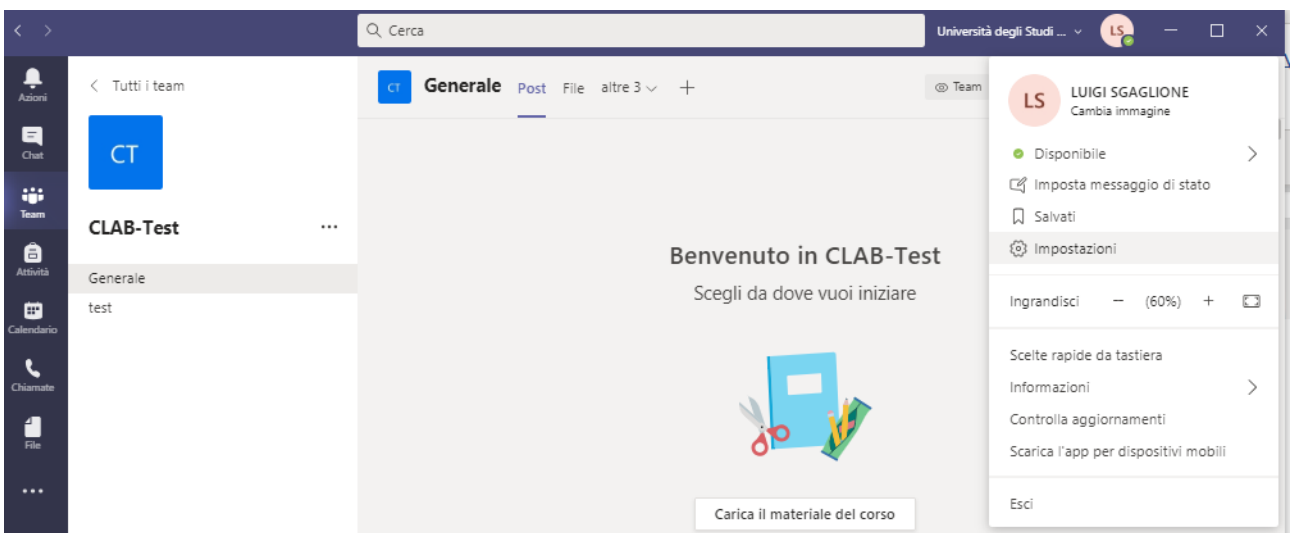 Cerca
Università degli Studi ...
LS
Azioni
Chat
Team
Attività
Calendario
Chiamate
File
Tutti i team
CT
CLAB-Test
Generale
test
CT
Generale
Post
File
altre 3
Team
Benvenuto in CLAB-Test
Scegli da dove vuoi iniziare
Carica il materiale del corso
LS
LUIGI SGAGLIONE
Cambia immagine
Disponibile
Imposta messaggio di stato
Salvati
Impostazioni
Ingrandisci — (60%) +
Scelte rapide da tastiera
Informazioni
Controlla aggiornamenti
Scarica l'app per dispositivi mobili
Esci